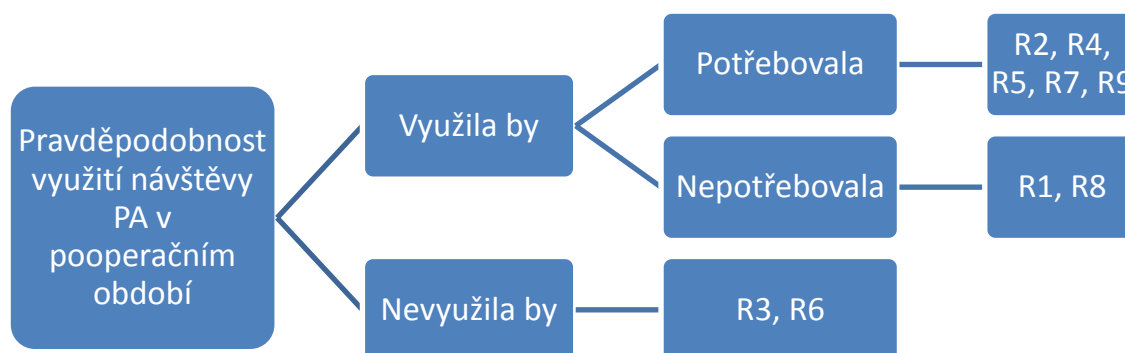 Pravděpodobnost
využití návštěvy
PA v
pooperačním
období
Využila by
Potřebovala
R2, R4,
R5, R7, R9
Nepotřebovala
R1, R8
Nevyužila by
R3, R6